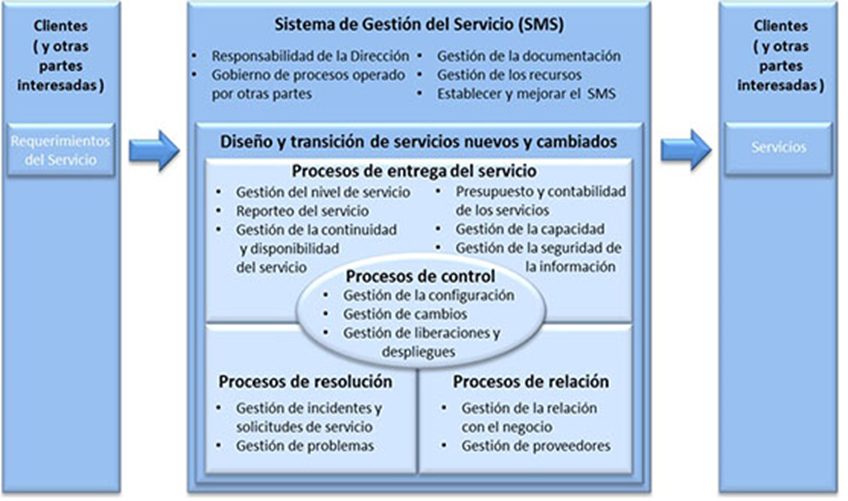 Clientes
( y otras
partes
interesadas )
Requerimientos
del Servicio
Sistema de Gestión del Servicio (SMS)
• Responsabilidad de la Dirección
• Gobierno de procesos operado
por otras partes
• Gestión de la documentación
• Gestión de los recursos
• Establecer y mejorar el SMS
Diseño y transición de servicios nuevos y cambiados
Procesos de entrega del servicio
• Gestión del nivel de servicio
• Reporteo del servicio
• Gestión de la continuidad
y disponibilidad
del servicio
• Presupuesto y contabilidad
de los servicios
• Gestión de la capacidad
• Gestión de la seguridad de
la información
Procesos de control
• Gestión de la configuración
• Gestión de cambios
• Gestión de liberaciones y
despliegues
Procesos de resolución
• Gestión de incidentes y
solicitudes de servicio
• Gestión de problemas
Procesos de relación
• Gestión de la relación
con el negocio
• Gestión de proveedores
Clientes
( y otras
partes
interesadas )
Servicios